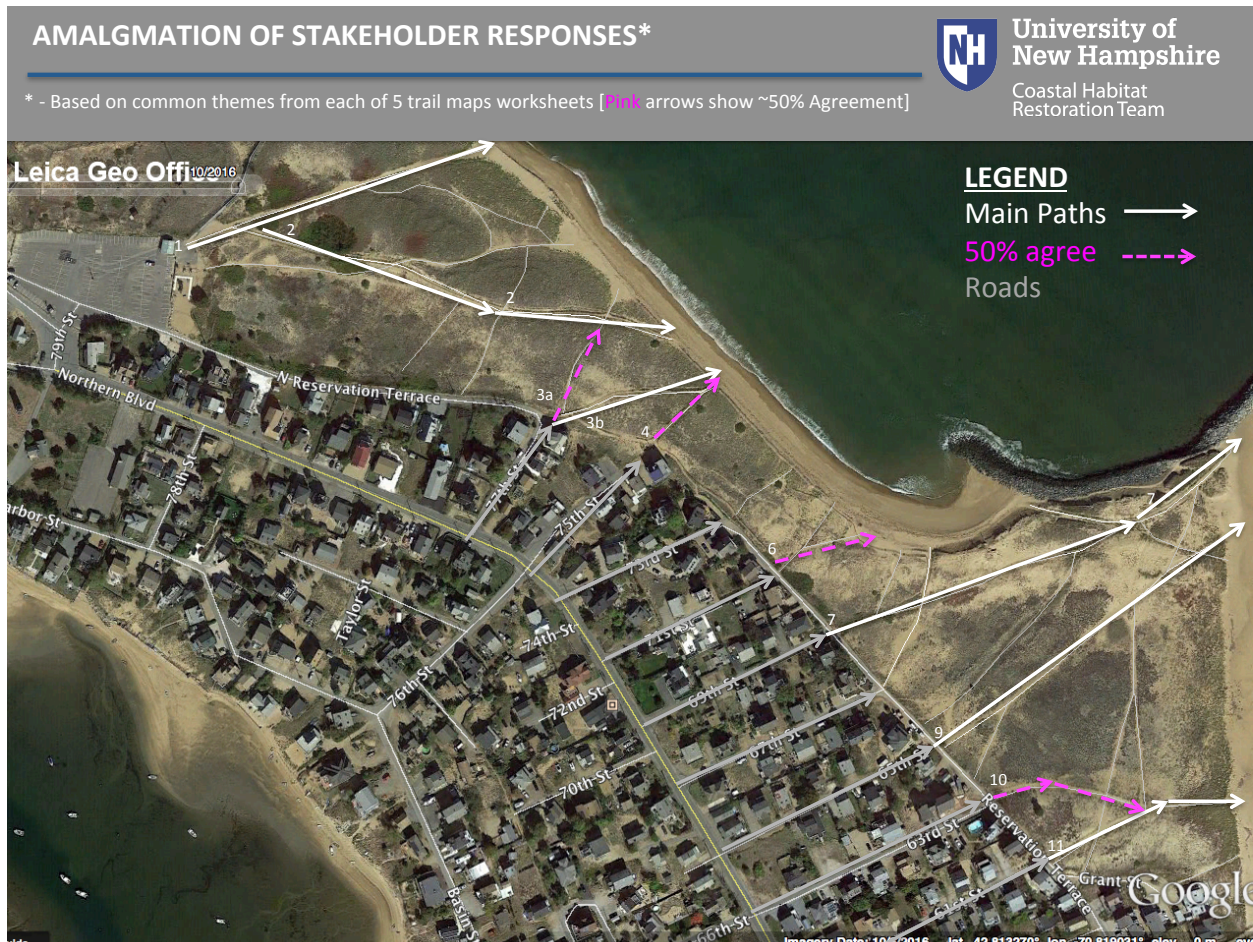 AMALGMATION OF STAKEHOLDER RESPONSES*
* - Based on common themes from each of 5 trail maps worksheets [Pink arrows show ~50% Agreement]
University of
New Hampshire
Coastal Habitat
Restoration Team
NH
Leica Geo Office
10/2016
LEGEND
Main Paths
50% agree
Roads
1
2
2
79th St
N Reservation Terrace
Northern Blvd
3a
3b
4
77th St
78th St
75th St
arbor St
7
73rd St
6
Taylor St
71st St
74th St
7
76th St
69th St
72nd St
67th St
9
65th St
70th St
10
Reservation Terrace
63rd St
11
Grant St
61st St
66th St
Google